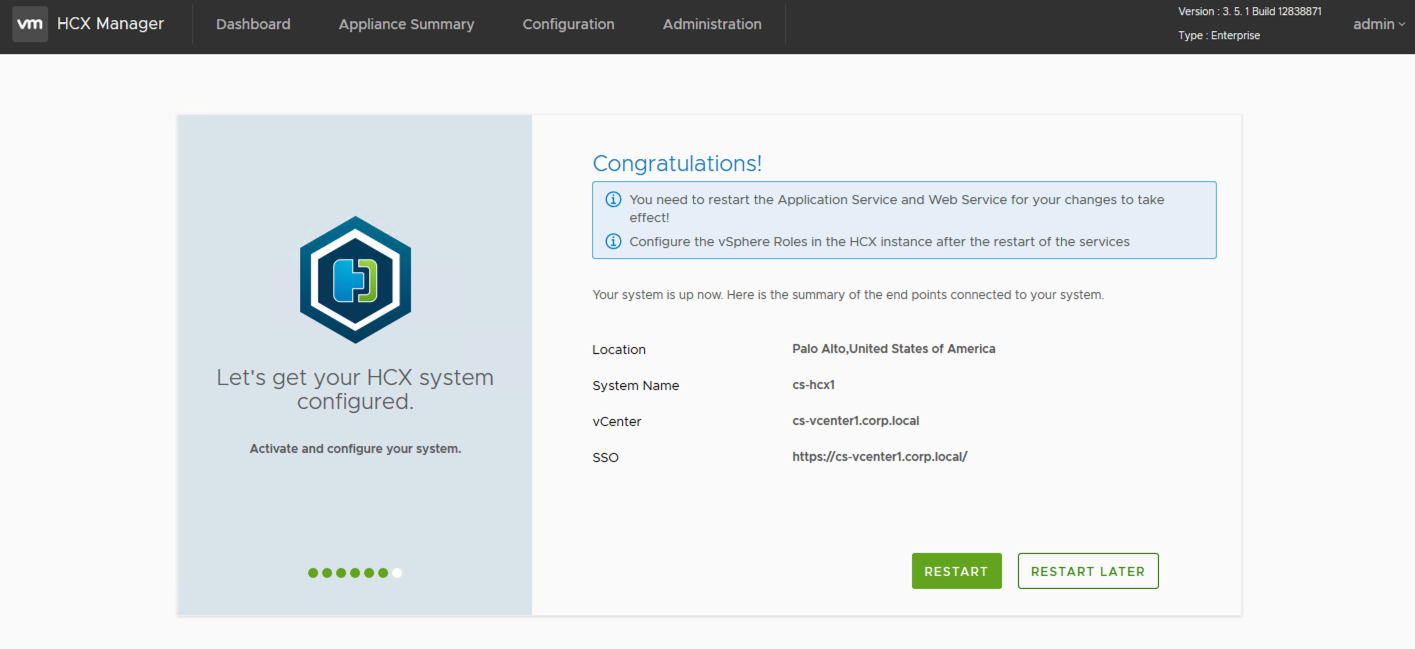 vm HCX Manager Dashboard Appliance Summary Configuration Administration
Version : 3. 5. 1 Build 12838871
Type : Enterprise
admin
Let's get your HCX system
configured.
Activate and configure your system.
Congratulations!
You need to restart the Application Service and Web Service for your changes to take
effect!
Configure the vSphere Roles in the HCX instance after the restart of the services
Your system is up now. Here is the summary of the end points connected to your system.
Location Palo Alto,United States of America
System Name cs-hcx1
vCenter cs-vcenter1.corp.local
SSO https://cs-vcenter1.corp.local/
RESTART RESTART LATER